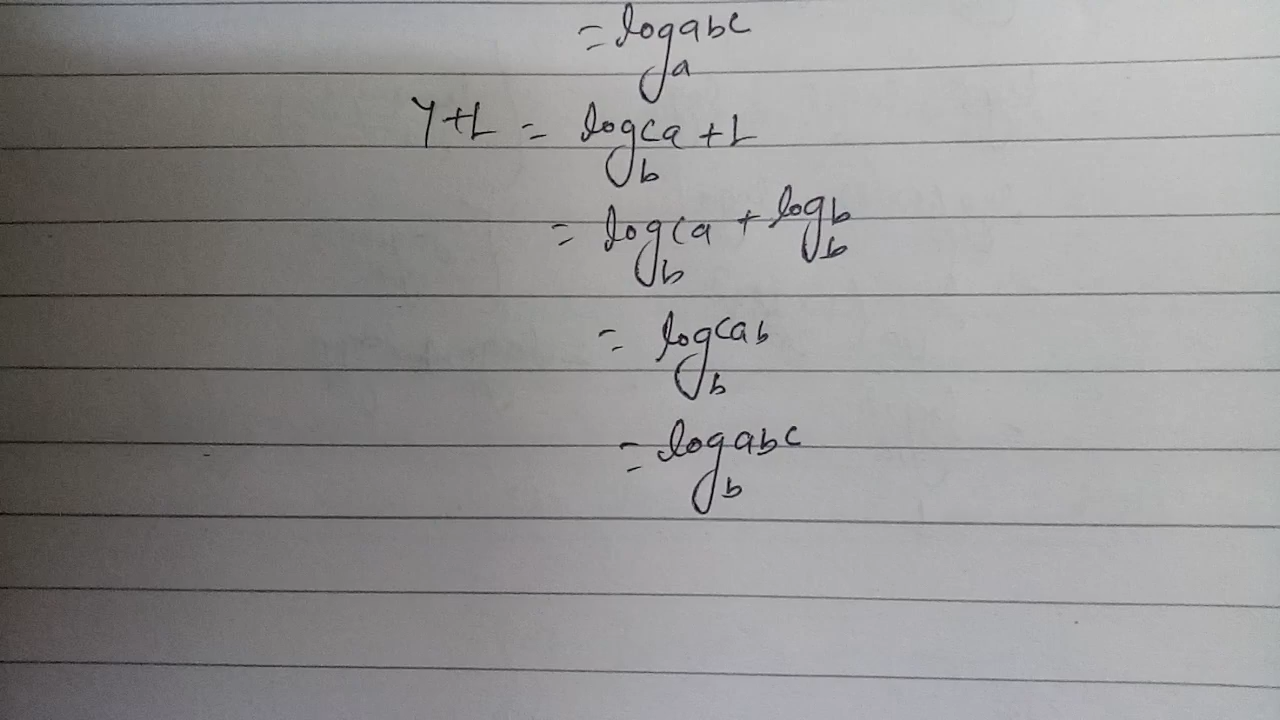 = log_a abc
y+1 = log_b ca + 1
= log_b ca + log_b b
= log_b cab
= log_b abc